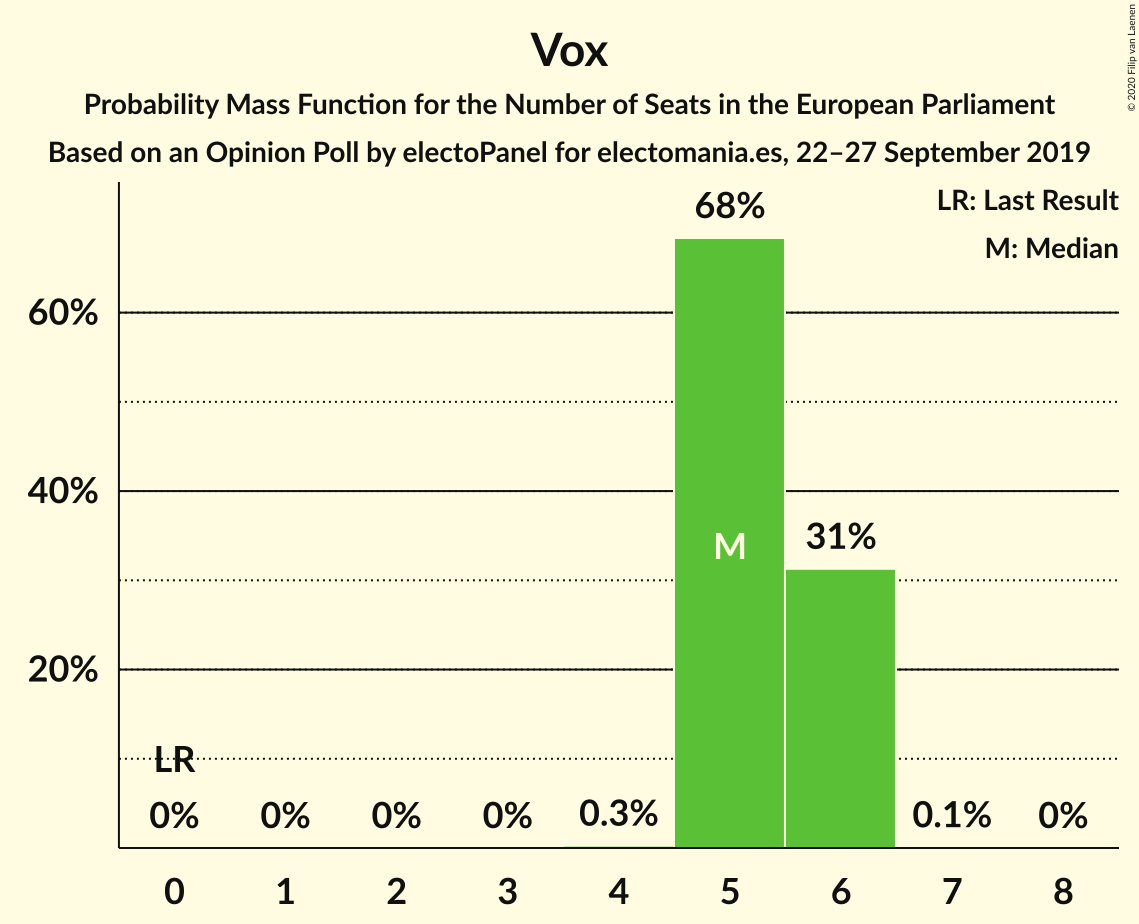 Vox
Probability Mass Function for the Number of Seats in the European Parliament
Based on an Opinion Poll by electoPanel for electomania.es, 22–27 September 2019
© 2020 Filip van Laenen
LR: Last Result
M: Median
68%
60%
40%
31%
M
20%
LR
0% 0% 0% 0% 0.3% 0.1% 0%
0 1 2 3 4 5 6 7 8